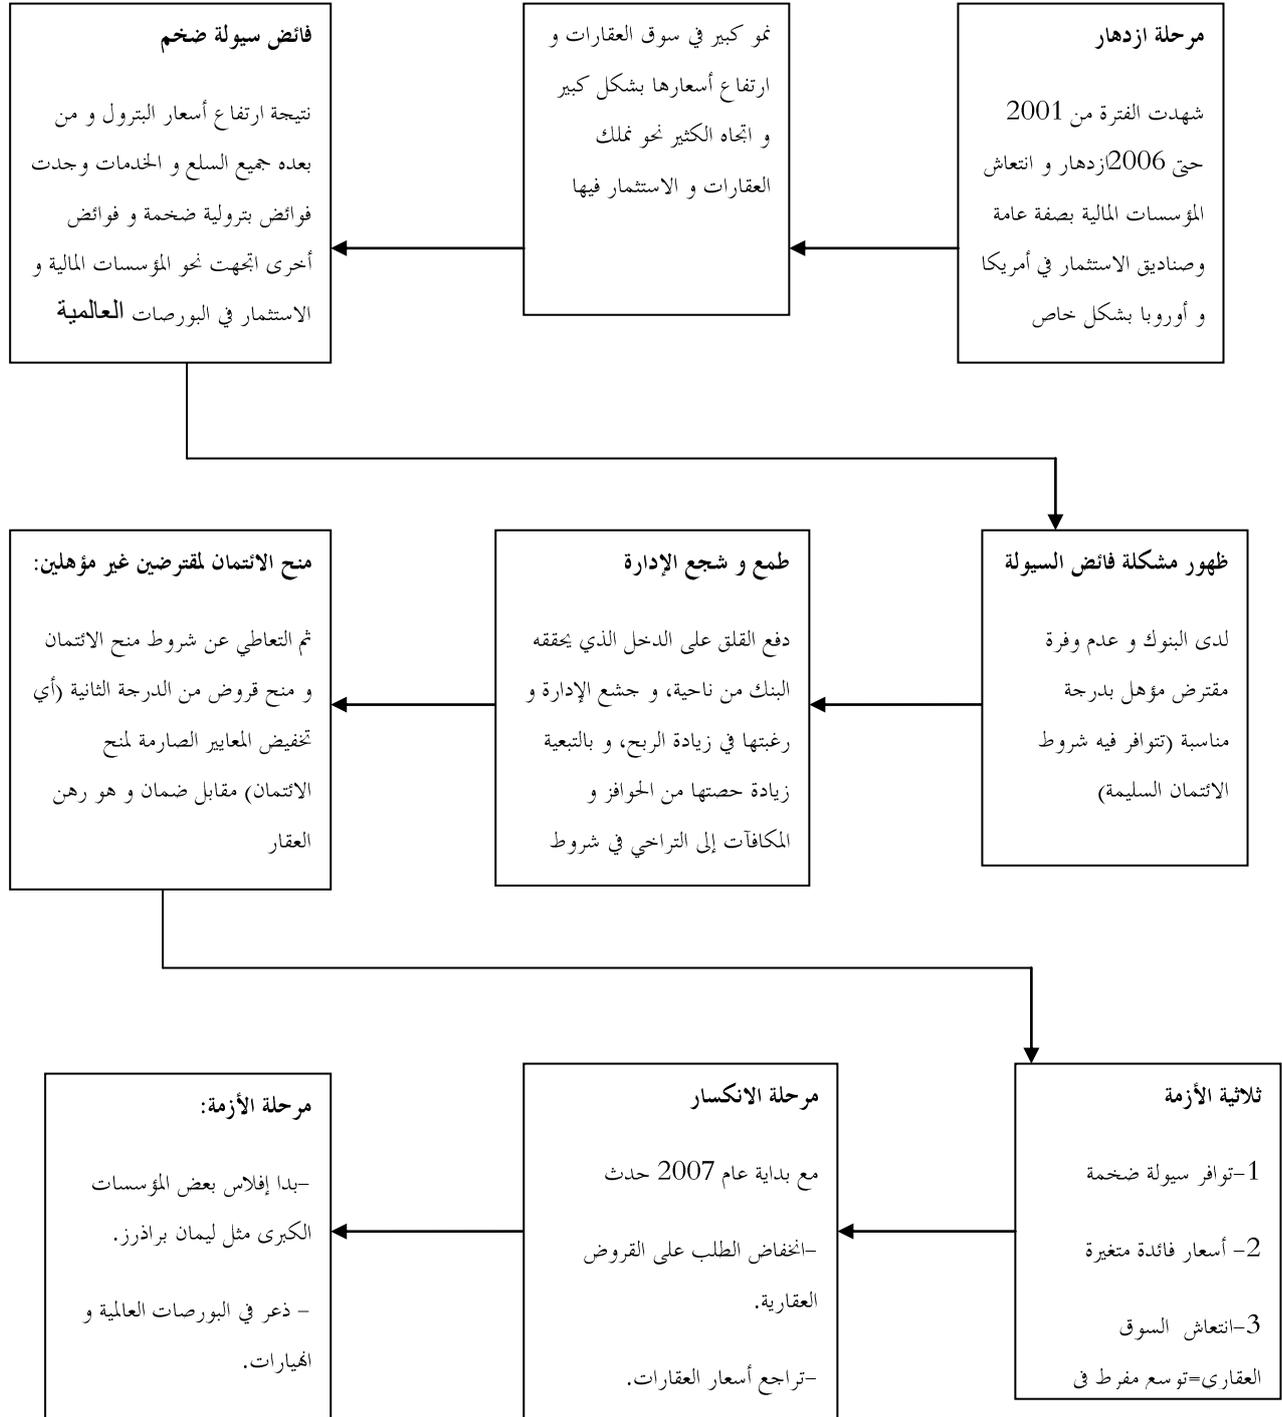 مرحلة ازدهار
شهدت الفترة من 2001
حتى 2006ازدهار و انتعاش
المؤسسات المالية بصفة عامة
وصناديق الاستثمار في أمريكا
و أوروبا بشكل خاص
نمو كبير في سوق العقارات و
ارتفاع أسعارها بشكل كبير
و اتجاه الكثير نحو نملك
العقارات و الاستثمار فيها
فائض سيولة ضخم
نتيجة ارتفاع أسعار البترول و من
بعده جميع السلع و الخدمات وجدت
فوائض بترولية ضخمة و فوائض
أخرى اتجهت نحو المؤسسات المالية و
الاستثمار في البورصات العالمية
ظهور مشكلة فائض السيولة
لدى البنوك و عدم وفرة
مقترض مؤهل بدرجة
مناسبة (تتوافر فيه شروط
الائتمان السليمة)
طمع و شجع الإدارة
دفع القلق على الدخل الذي يحققه
البنك من ناحية، و جشع الإدارة و
رغبتها في زيادة الربح، و بالتبعية
زيادة حصتها من الحوافز و
المكافآت إلى التراخي في شروط
منح الائتمان لمقترضين غير مؤهلين:
ثم التعاطي عن شروط منح الائتمان
و منح قروض من الدرجة الثانية (أي
تخفيض المعايير الصارمة لمنح
الائتمان) مقابل ضمان و هو رهن
العقار
ثلاثية الأزمة
1-توافر سيولة ضخمة
2- أسعار فائدة متغيرة
3-انتعاش السوق
العقاري=توسع مفرط في
مرحلة الانكسار
مع بداية عام 2007 حدث
-انخفاض الطلب على القروض
العقارية.
-تراجع أسعار العقارات.
مرحلة الأزمة:
-بدا إفلاس بعض المؤسسات
الكبرى مثل ليمان براذرز.
- ذعر في البورصات العالمية و
انهيارات.